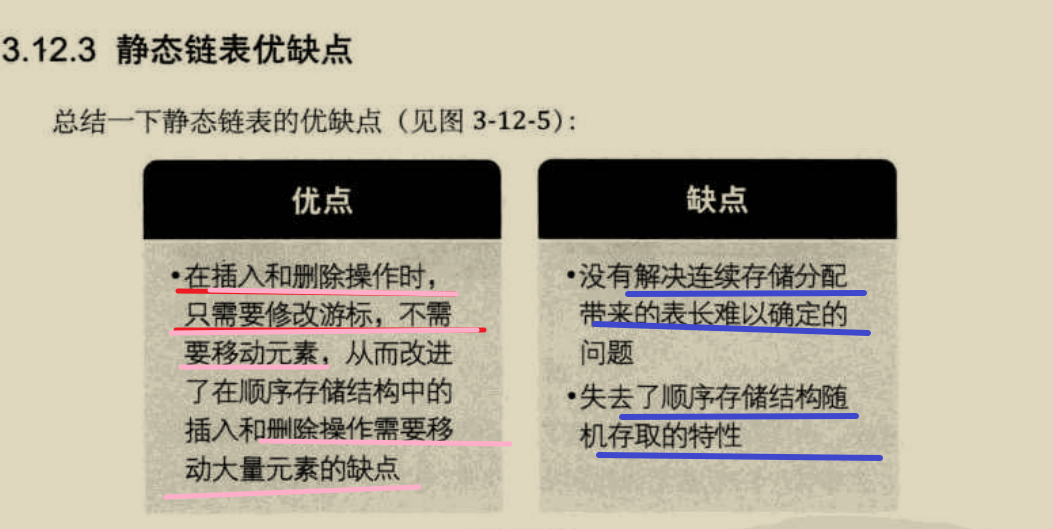 3.12.3 静态链表优缺点
总结一下静态链表的优缺点（见图 3-12-5）：
优点
•在插入和删除操作时，
只需要修改游标，不需
要移动元素，从而改进
了在顺序存储结构中的
插入和删除操作需要移
动大量元素的缺点
缺点
•没有解决连续存储分配
带来的表长难以确定的
问题
•失去了顺序存储结构随
机存取的特性